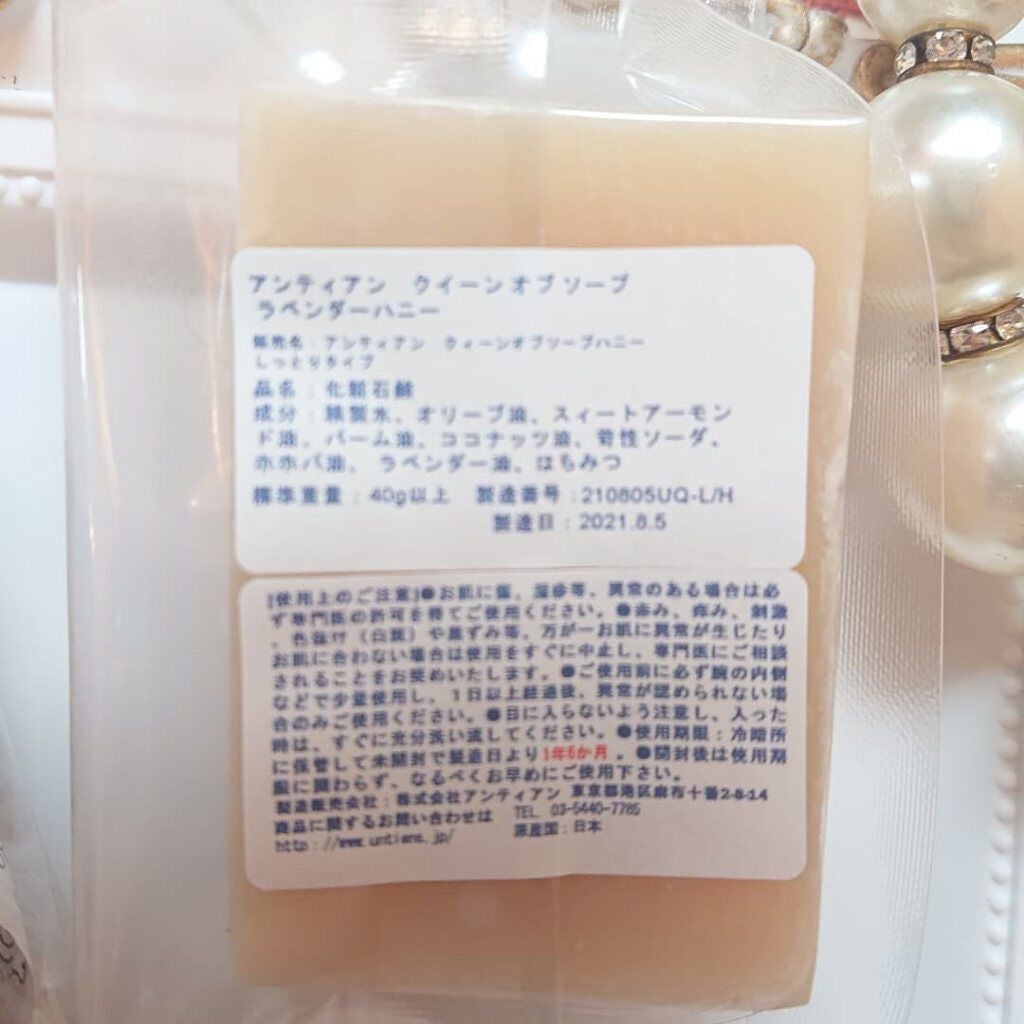 アンティアン　クイーンオブソープ
ラベンダーハニー
販売名：アンティアン　クィーンオブソープハニー
しっとりタイプ
品名：化粧石鹸
成分：精製水、オリーブ油、スィートアーモン
ド油、パーム油、ココナッツ油、苛性ソーダ、
ホホバ油、ラベンダー油、はちみつ
標準重量：40g以上　製造番号：210805UQ-L/H
製造日：2021.8.5
[使用上のご注意]●お肌に傷、湿疹等、異常のある場合は必
ず専門医の許可を得てご使用ください。●赤み、痒み、刺激
、色抜け（白斑）や黒ずみ等、万が一お肌に異常が生じたり
お肌に合わない場合は使用をすぐに中止し、専門医にご相談
されることをお奨めいたします。●ご使用前に必ず腕の内側
などで少量使用し、1日以上経過後、異常が認められない場
合のみご使用ください。●目に入らないよう注意し、入った
時は、すぐに充分洗い流してください。●使用期限：冷暗所
に保管して未開封で製造日より1年6か月。●開封後は使用期
限に関わらず、なるべくお早めにご使用下さい。
製造販売会社：株式会社アンティアン 東京都港区麻布十番2-8-14
商品に関するお問い合わせは　TEL. 03-5440-7785
http://www.untiane.jp/　原産国：日本